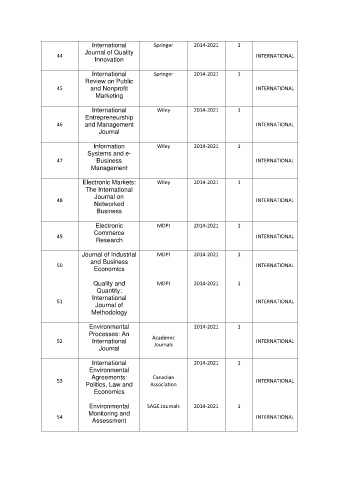 44
International
Journal of Quality
Innovation
Springer
2014-2021
1
INTERNATIONAL
45
International
Review on Public
and Nonprofit
Marketing
Springer
2014-2021
1
INTERNATIONAL
46
International
Entrepreneurship
and Management
Journal
Wiley
2014-2021
1
INTERNATIONAL
47
Information
Systems and e-
Business
Management
Wiley
2014-2021
1
INTERNATIONAL
48
Electronic Markets:
The International
Journal on
Networked
Business
Wiley
2014-2021
1
INTERNATIONAL
49
Electronic
Commerce
Research
MDPI
2014-2021
1
INTERNATIONAL
50
Journal of Industrial
and Business
Economics
MDPI
2014-2021
1
INTERNATIONAL
51
Quality and
Quantity:
International
Journal of
Methodology
MDPI
2014-2021
1
INTERNATIONAL
52
Environmental
Processes: An
International
Journal
Academic
Journals
2014-2021
1
INTERNATIONAL
53
International
Environmental
Agreements:
Politics, Law and
Economics
Canadian
Association
2014-2021
1
INTERNATIONAL
54
Environmental
Monitoring and
Assessment
SAGE Journals
2014-2021
1
INTERNATIONAL